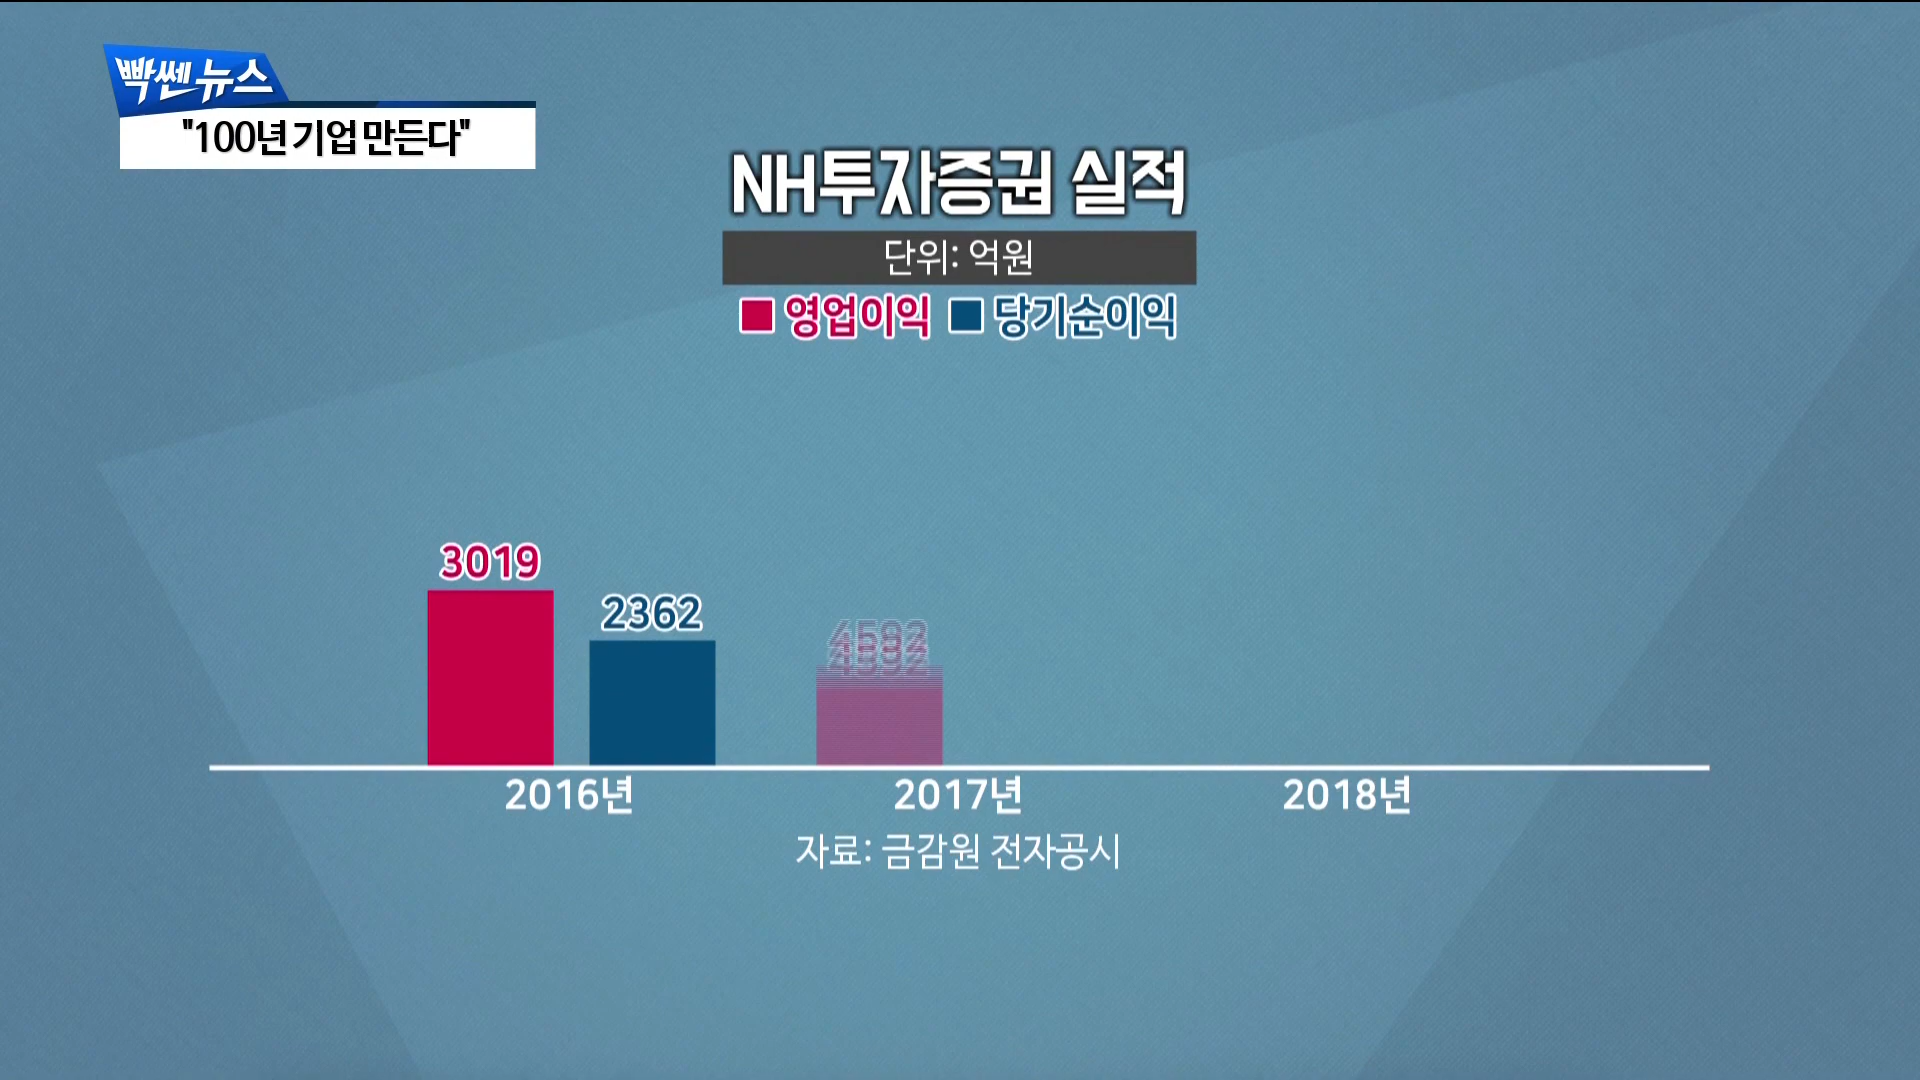 빡쎈뉴스
"100년 기업 만든다"
NH투자증권 실적
단위: 억원
영업이익 당기순이익
3019
2362
2016년
2017년
2018년
자료: 금감원 전자공시